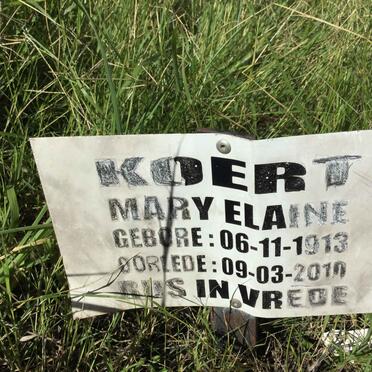 KOERT
MARY ELAINE
GEBORE: 06-11-1913
OORLEDE: 09-03-2010
RUS IN VREDE